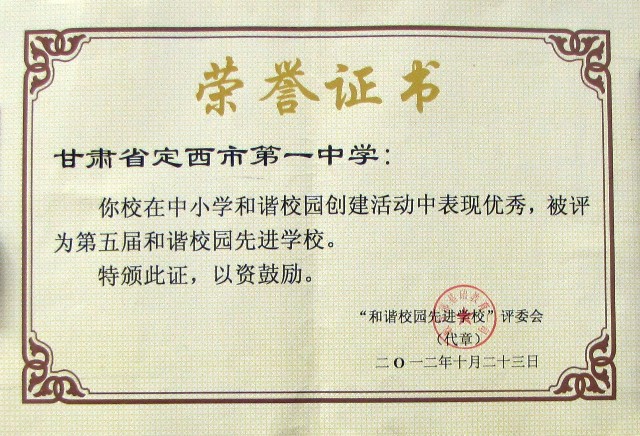 荣誉证书
甘肃省定西市第一中学：
你校在中小学和谐校园创建活动中表现优秀，被评
为第五届和谐校园先进学校。
特颁此证，以资鼓励。
“和谐校园先进学校”评委会
（代章）
二O一二年十月二十三日